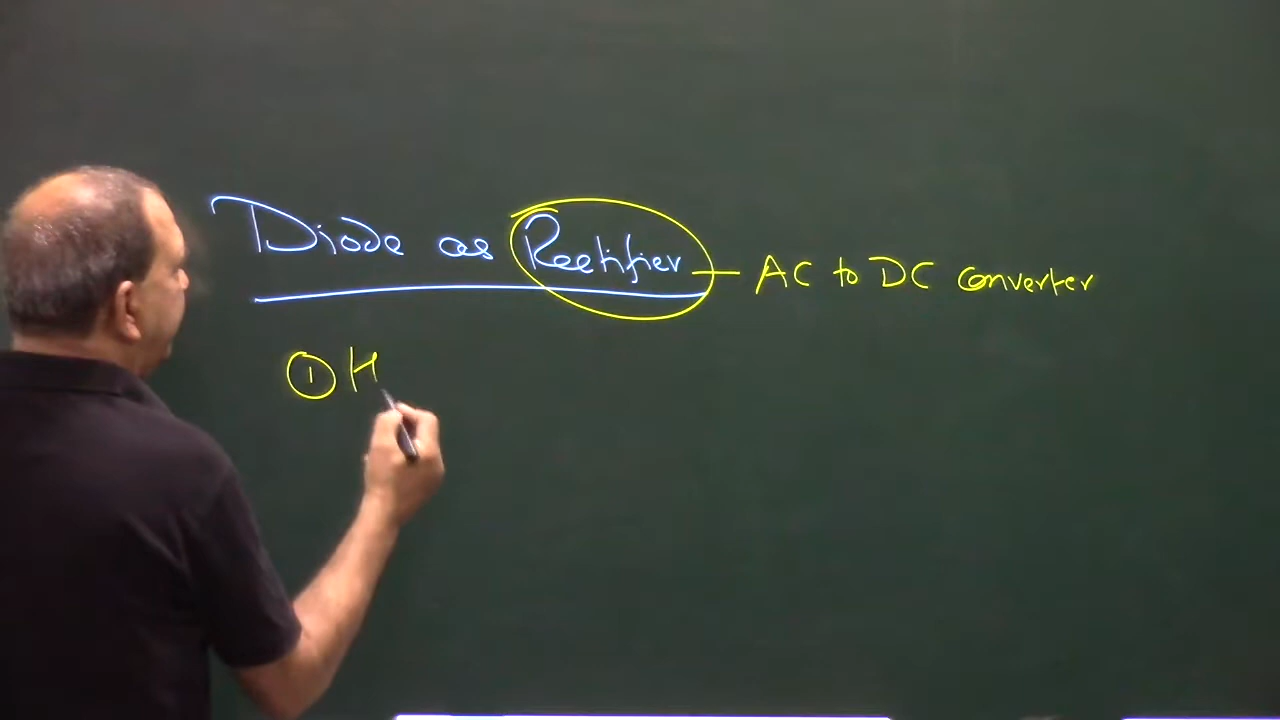 Diode as Rectifier — AC to DC converter
① H